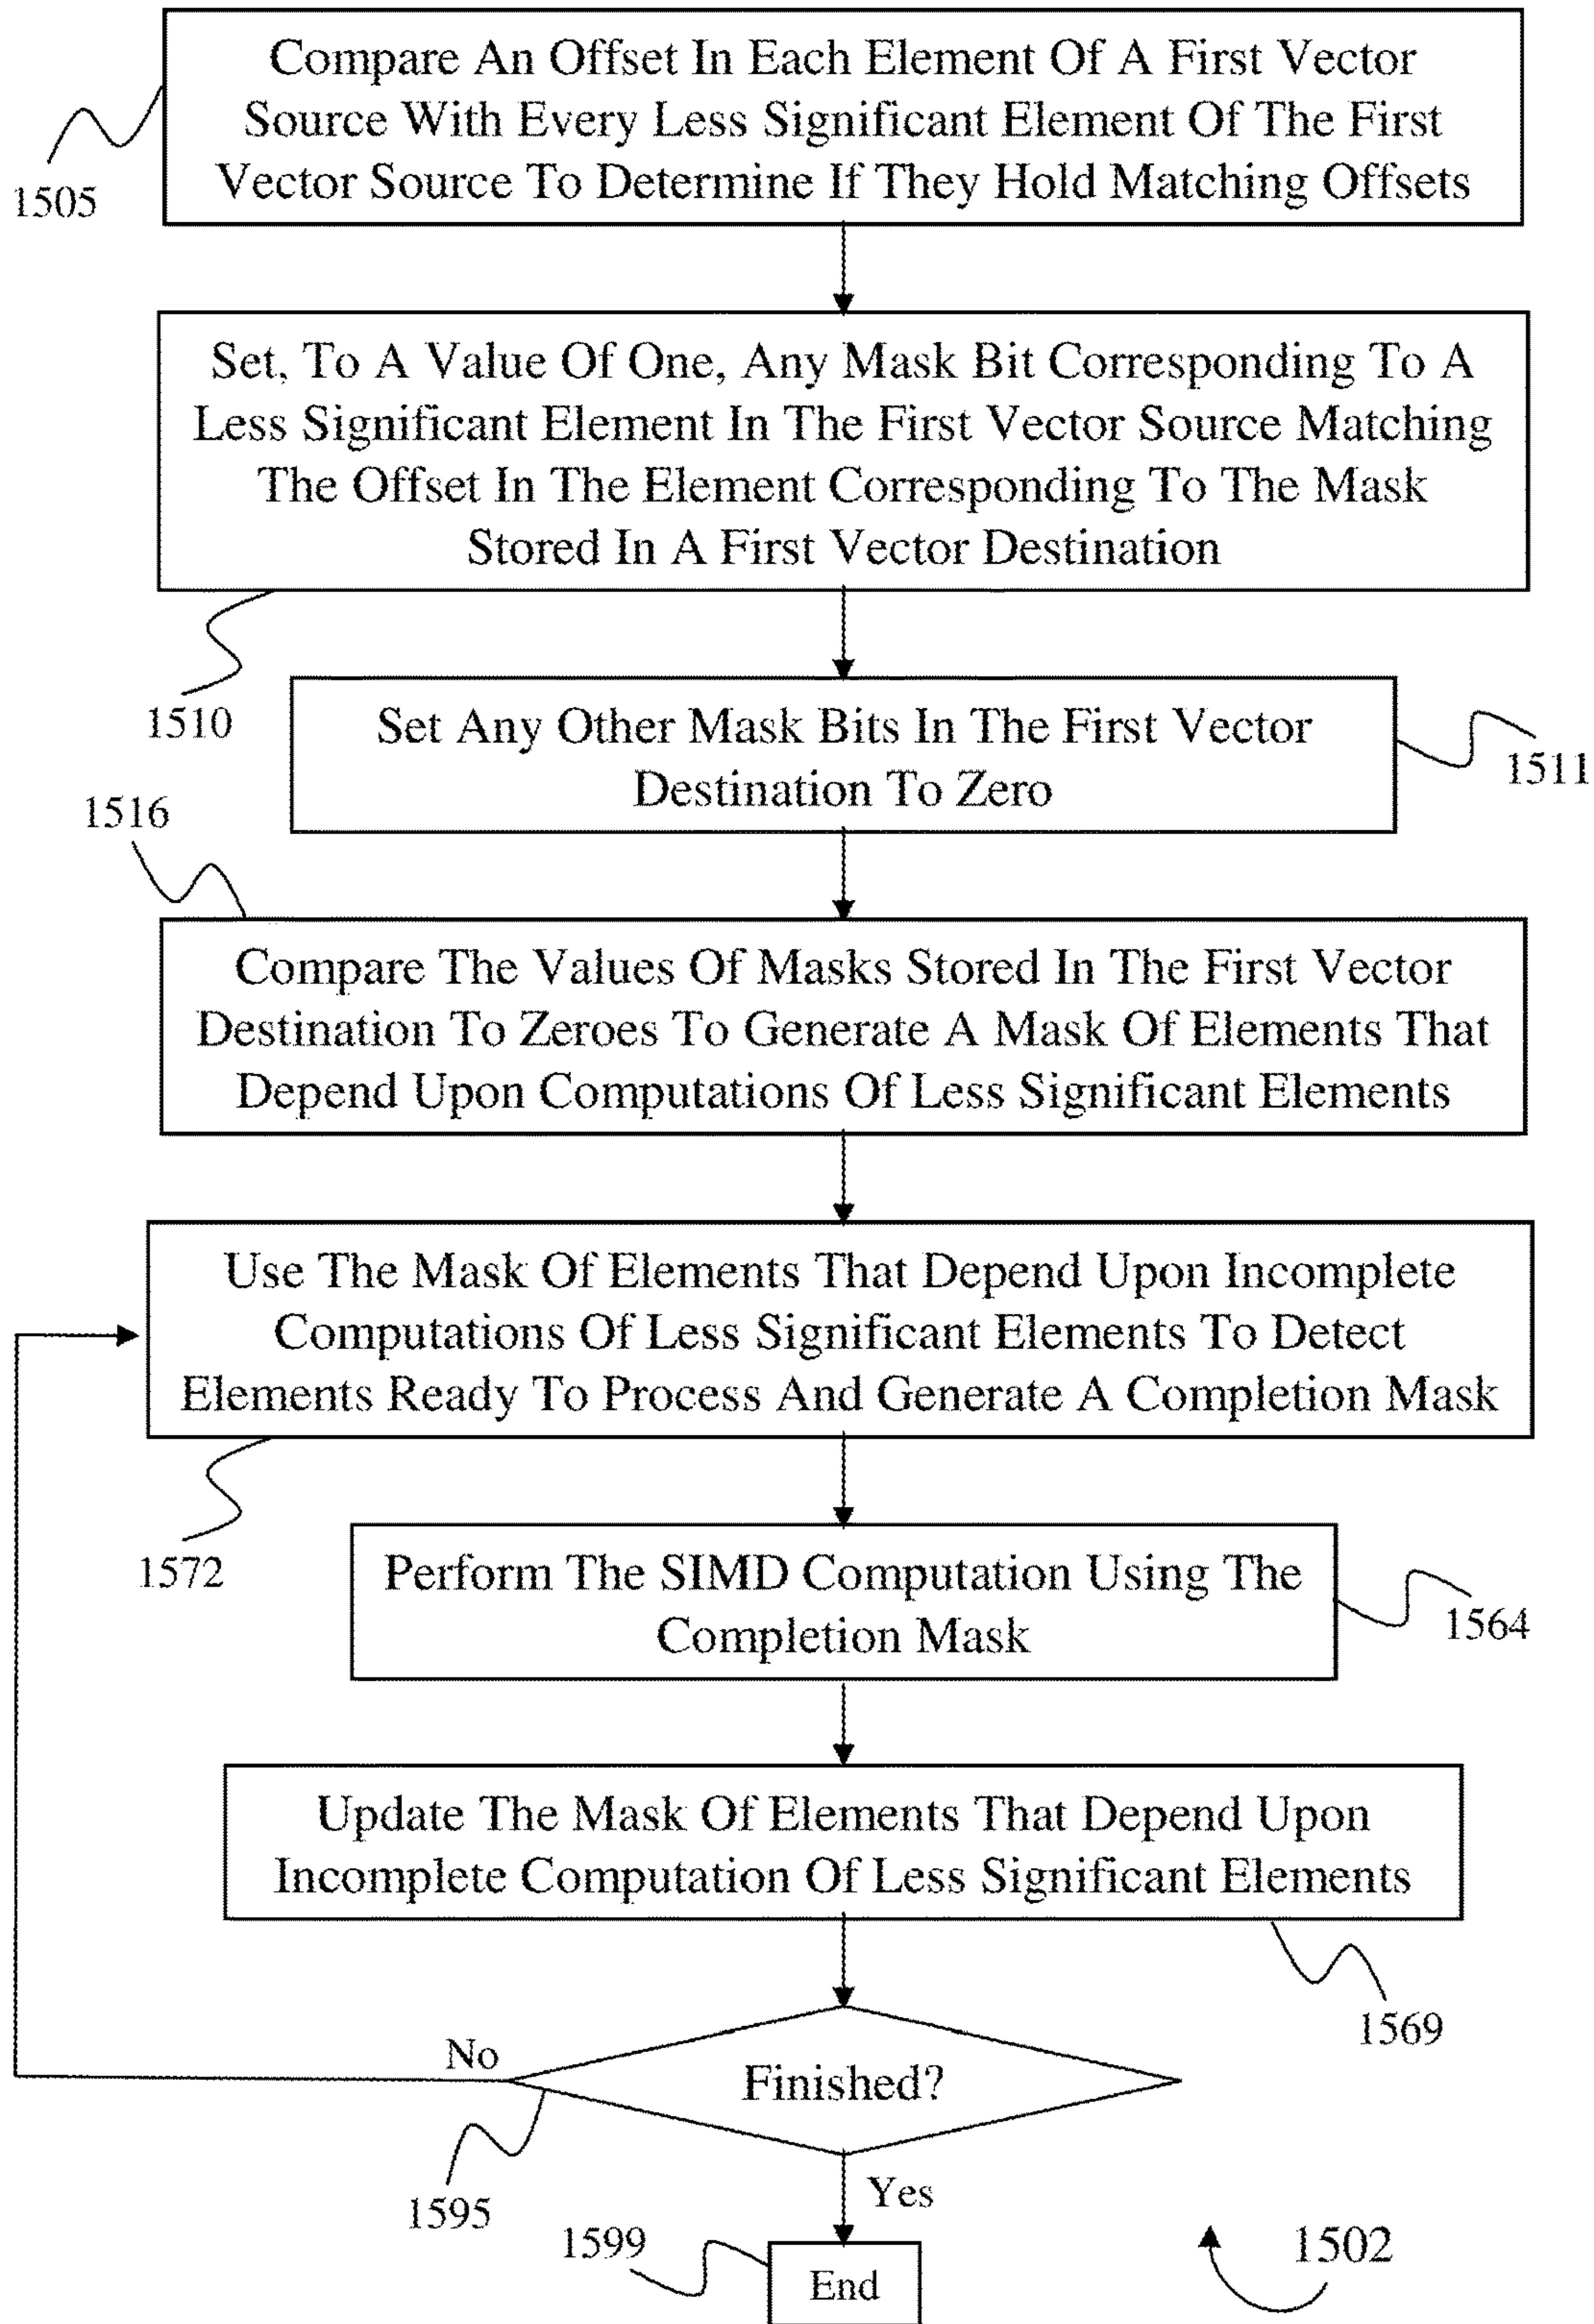 Compare An Offset In Each Element Of A First Vector
Source With Every Less Significant Element Of The First
Vector Source To Determine If They Hold Matching Offsets
1505
Set, To A Value Of One, Any Mask Bit Corresponding To A
Less Significant Element In The First Vector Source Matching
The Offset In The Element Corresponding To The Mask
Stored In A First Vector Destination
1510
Set Any Other Mask Bits In The First Vector
Destination To Zero
1511
1516
Compare The Values Of Masks Stored In The First Vector
Destination To Zeroes To Generate A Mask Of Elements That
Depend Upon Computations Of Less Significant Elements
Use The Mask Of Elements That Depend Upon Incomplete
Computations Of Less Significant Elements To Detect
Elements Ready To Process And Generate A Completion Mask
1572
Perform The SIMD Computation Using The
Completion Mask
1564
Update The Mask Of Elements That Depend Upon
Incomplete Computation Of Less Significant Elements
1569
No
Finished?
1595
Yes
1599
End
1502